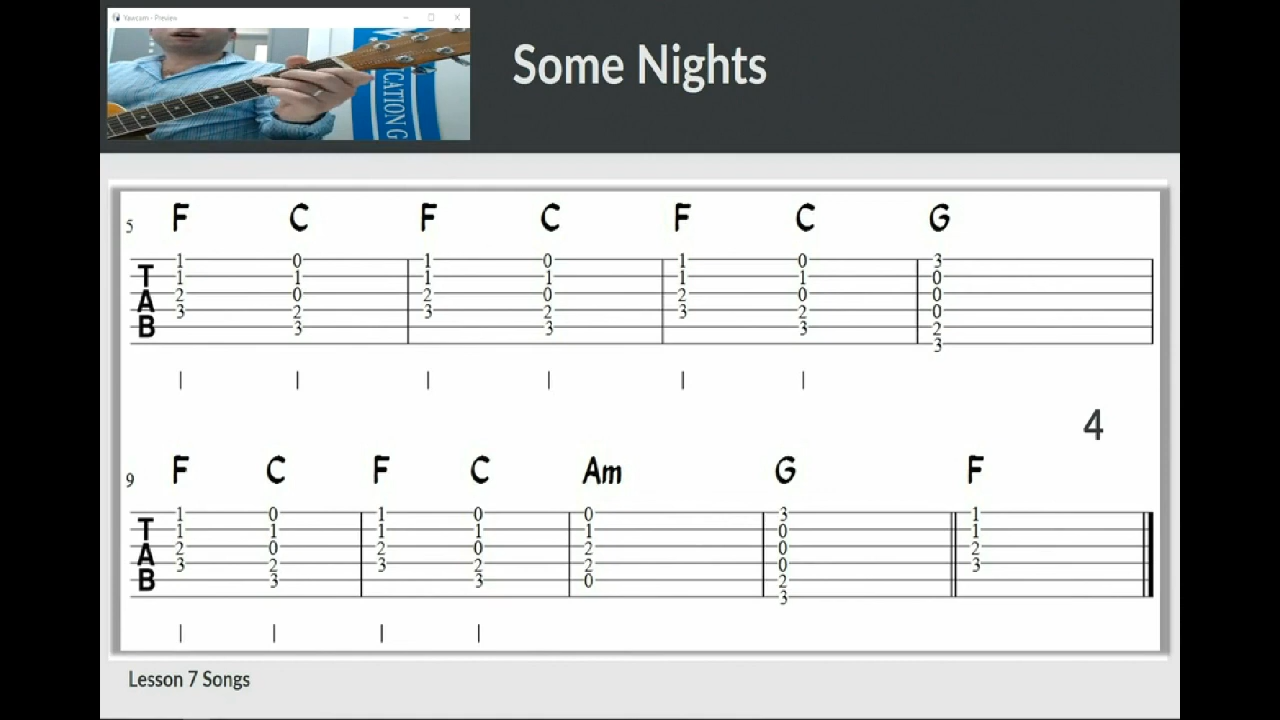 Yawcam - Preview
Some Nights
CATION G
5 F C F C F C G
1 0 1 0 1 0 3
T 1 1 1 1 1 1 0
2 0 2 0 2 0 0
A 3 2 3 2 3 2 0
B 3 3 3 2
3
4
9 F C F C Am G F
1 0 1 0 0 3 1
T 1 1 1 1 1 0 1
2 0 2 0 2 0 2
A 3 2 3 2 2 0 3
B 3 3 0 2
3
Lesson 7 Songs